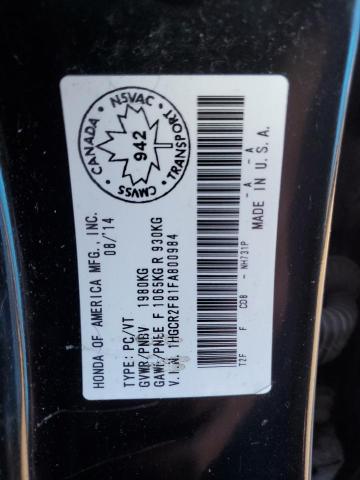 HONDA OF AMERICA MFG., INC.
08/'14
NSVAC
CANADA
TRANSPORT
CMVSS
942
TYPE: PC/VT
GVWR/PNBV 1980KG
GAWR/PNBE F 1065KG R 930KG
V.I.N. 1HGCR2F81FA800984
T2F F CDB - NH731P - A - A
MADE IN U.S.A.